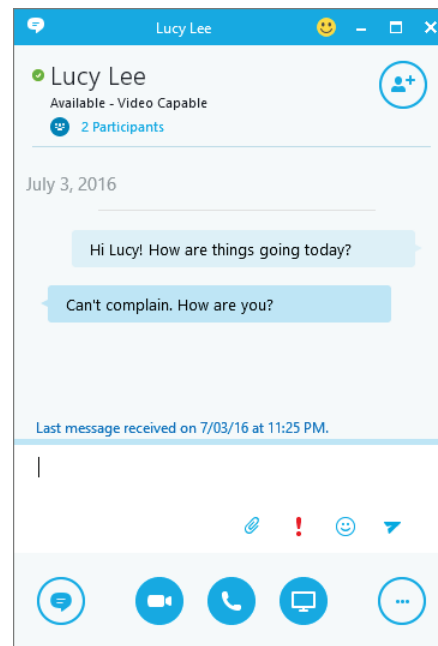 Lucy Lee
Lucy Lee
Available - Video Capable
2 Participants
July 3, 2016
Hi Lucy! How are things going today?
Can't complain. How are you?
Last message received on 7/03/16 at 11:25 PM.